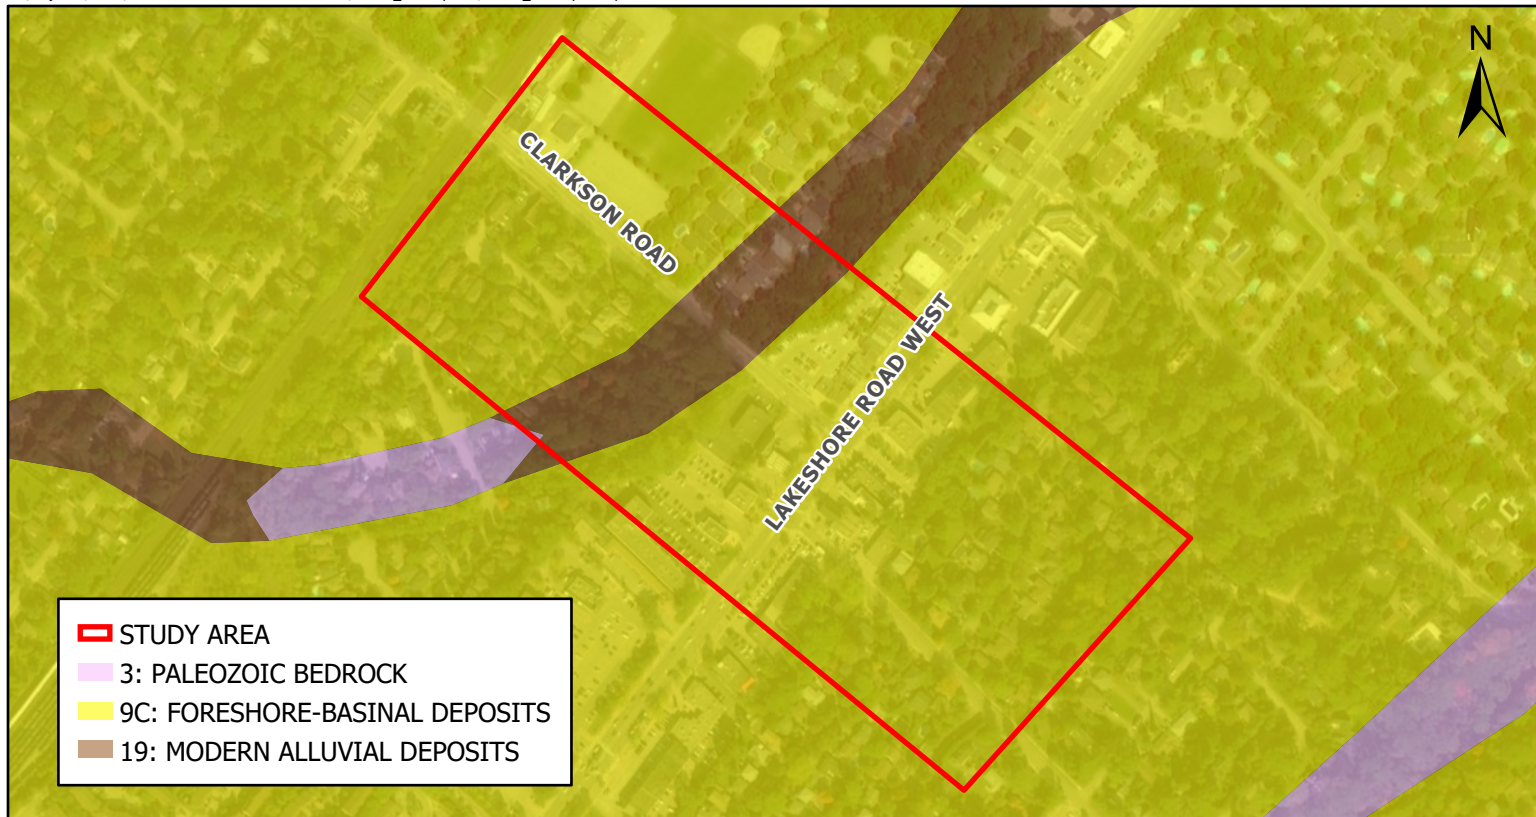 N
CLARKSON ROAD
LAKESHORE ROAD WEST
STUDY AREA
3: PALEOZOIC BEDROCK
9C: FORESHORE-BASINAL DEPOSITS
19: MODERN ALLUVIAL DEPOSITS